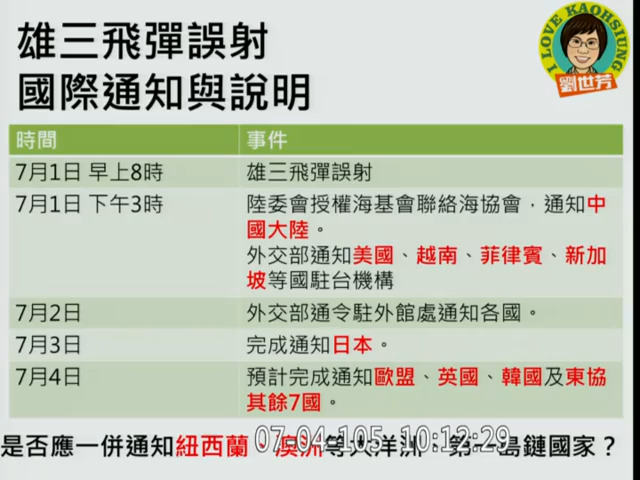 雄三飛彈誤射
國際通知與說明
I LOVE KAOHSIUNG
劉世芳
時間 事件
7月1日 早上8時 雄三飛彈誤射
7月1日 下午3時 陸委會授權海基會聯絡海協會，通知中
國大陸。
外交部通知美國、越南、菲律賓、新加
坡等國駐台機構
7月2日 外交部通令駐外館處通知各國。
7月3日 完成通知日本。
7月4日 預計完成通知歐盟、英國、韓國及東協
其餘7國。
是否應一併通知紐西蘭、澳洲等大洋洲、第一島鏈國家？
07-04-105 10:12:29